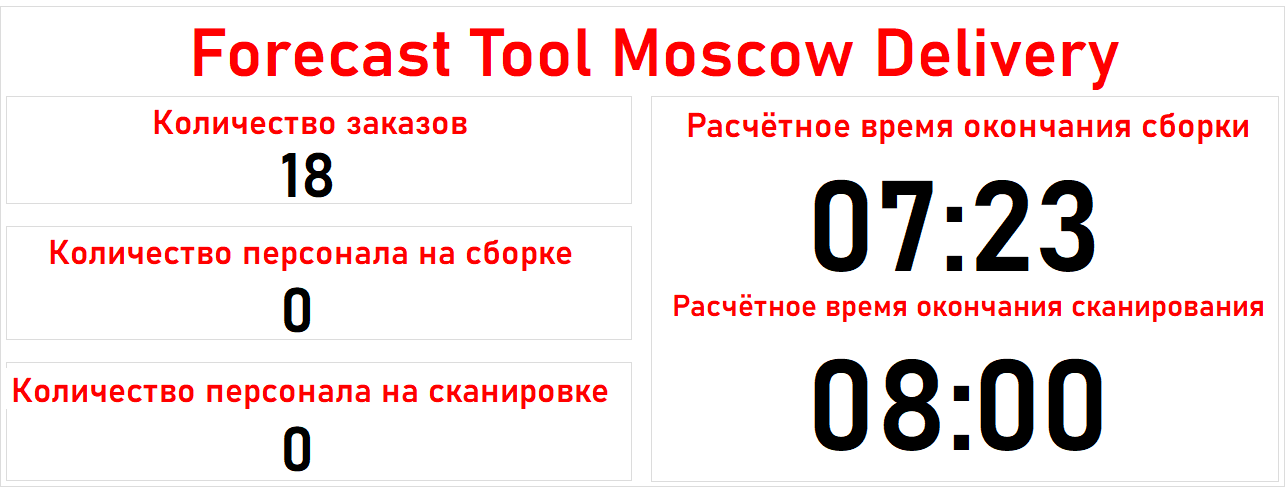 Forecast Tool Moscow Delivery
Количество заказов
18
Количество персонала на сборке
0
Количество персонала на сканировке
0
Расчётное время окончания сборки
07:23
Расчётное время окончания сканирования
08:00